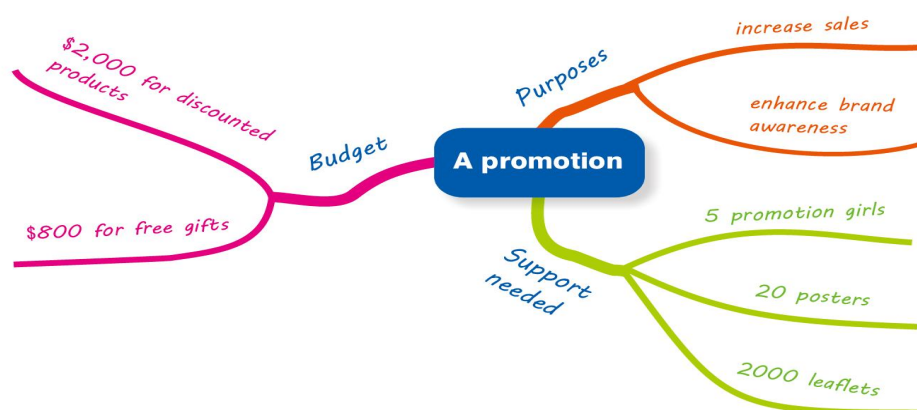 A promotion
Purposes
increase sales
enhance brand
awareness
Support
needed
5 promotion girls
20 posters
2000 leaflets
Budget
$2,000 for discounted
products
$800 for free gifts